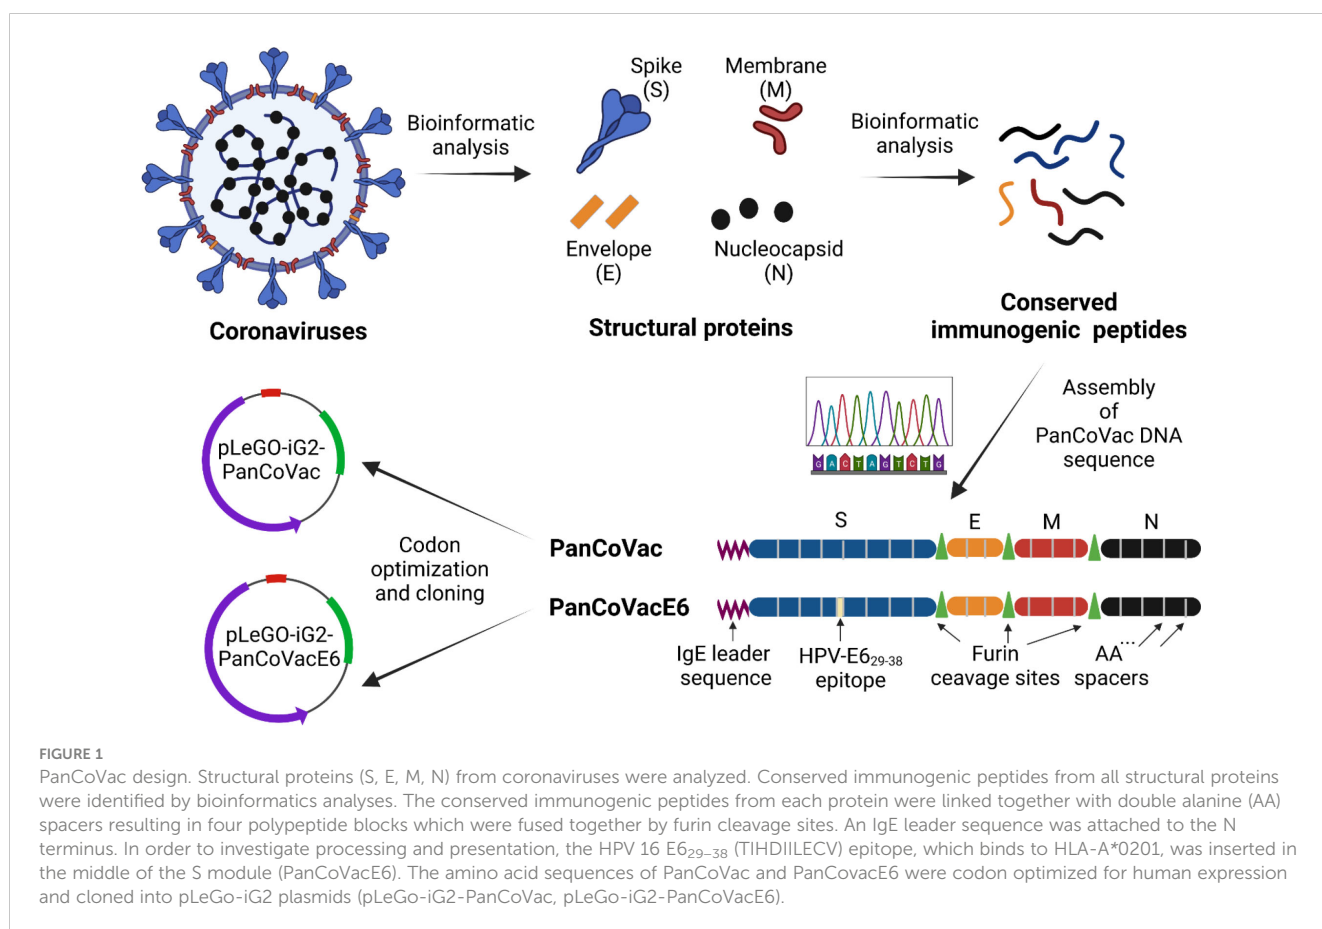 Spike
(S)
Membrane
(M)
Bioinformatic
analysis
Bioinformatic
analysis
Envelope
(E)
Nucleocapsid
(N)
Coronaviruses
Structural proteins
Conserved
immunogenic peptides
Assembly
of
PanCoVac DNA
sequence
G A C T A G T C T G
pLeGO-iG2-
PanCoVac
Codon
optimization
and cloning
pLeGO-iG2-
PanCoVacE6
S
E
M
N
PanCoVac
PanCoVacE6
IgE leader
sequence
HPV-E6₂₉₋₃₈
epitope
Furin
ceavage sites
AA...
spacers
FIGURE 1
PanCoVac design. Structural proteins (S, E, M, N) from coronaviruses were analyzed. Conserved immunogenic peptides from all structural proteins
were identified by bioinformatics analyses. The conserved immunogenic peptides from each protein were linked together with double alanine (AA)
spacers resulting in four polypeptide blocks which were fused together by furin cleavage sites. An IgE leader sequence was attached to the N
terminus. In order to investigate processing and presentation, the HPV 16 E6₂₉₋₃₈ (TIHDIILECV) epitope, which binds to HLA-A*0201, was inserted in
the middle of the S module (PanCoVacE6). The amino acid sequences of PanCoVac and PanCovacE6 were codon optimized for human expression
and cloned into pLeGo-iG2 plasmids (pLeGo-iG2-PanCoVac, pLeGo-iG2-PanCoVacE6).